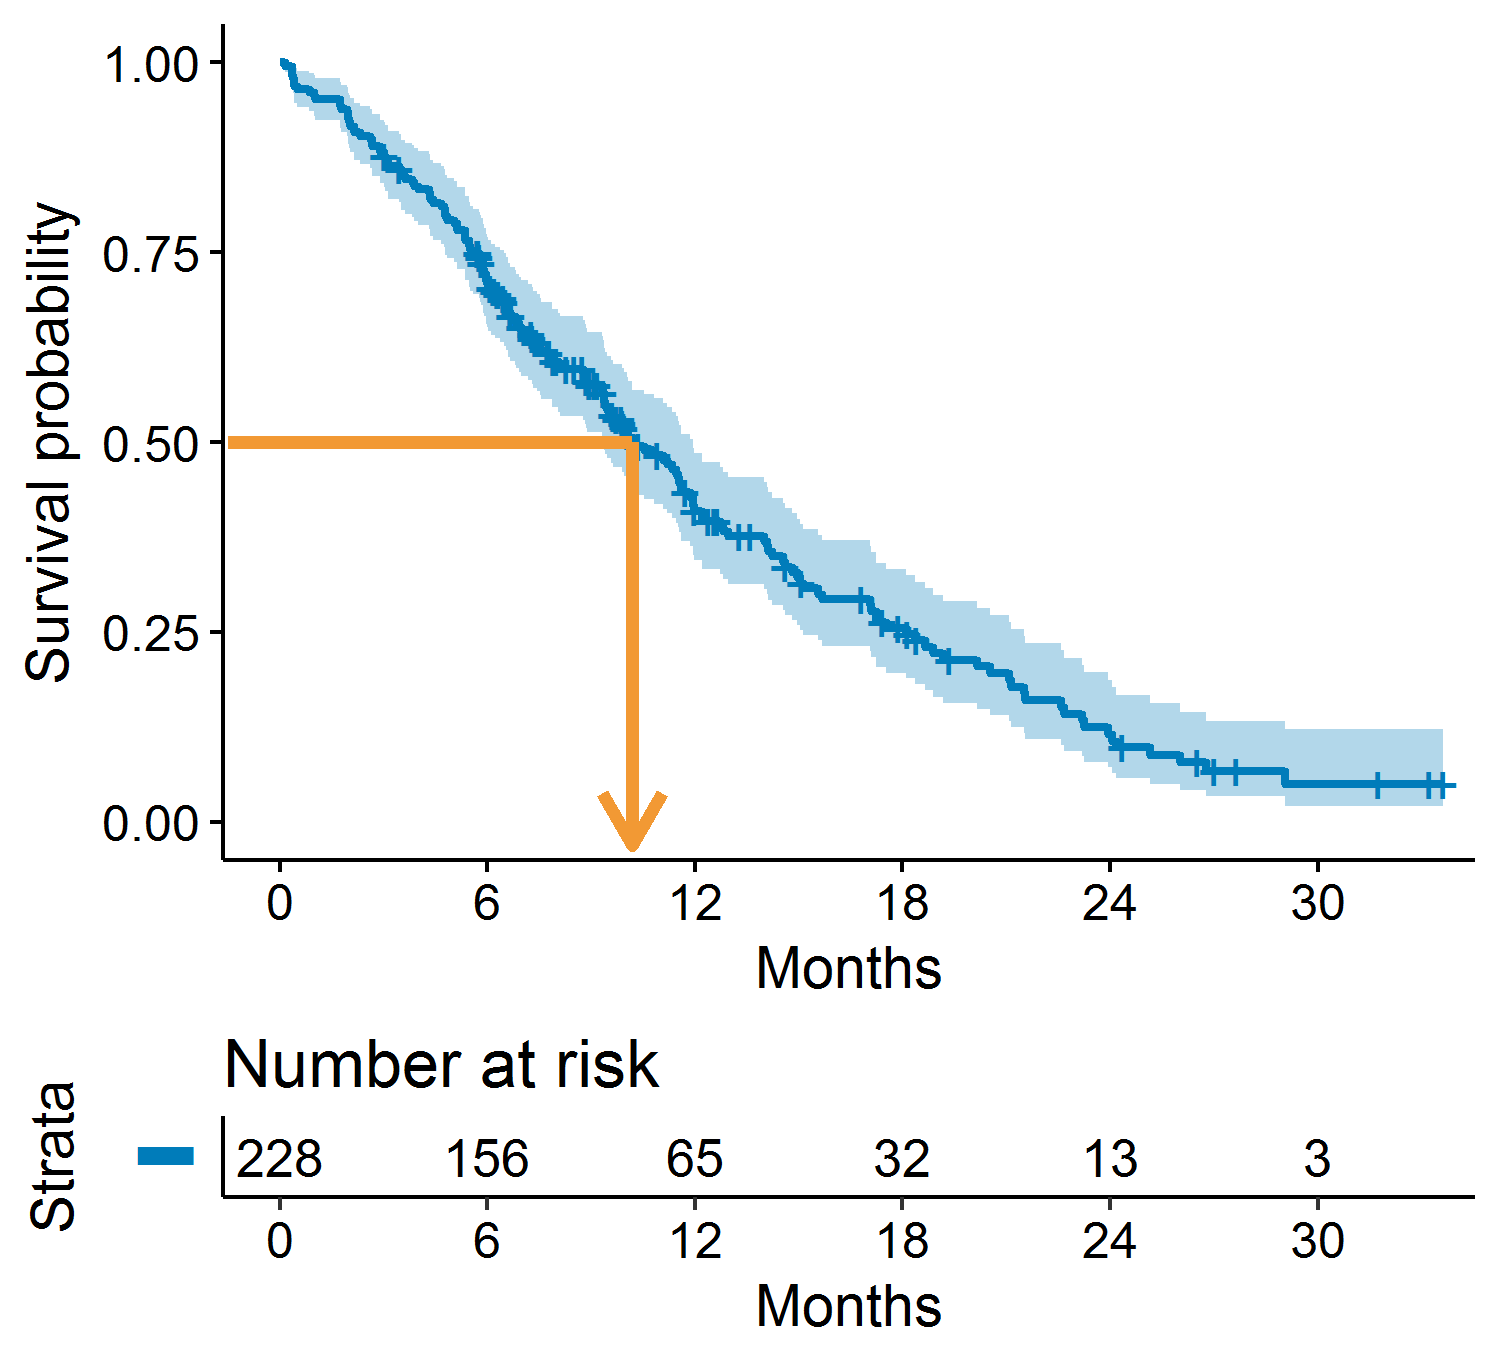 Survival probability
1.00
0.75
0.50
0.25
0.00
0 6 12 18 24 30
Months
Number at risk
Strata
228 156 65 32 13 3
0 6 12 18 24 30
Months